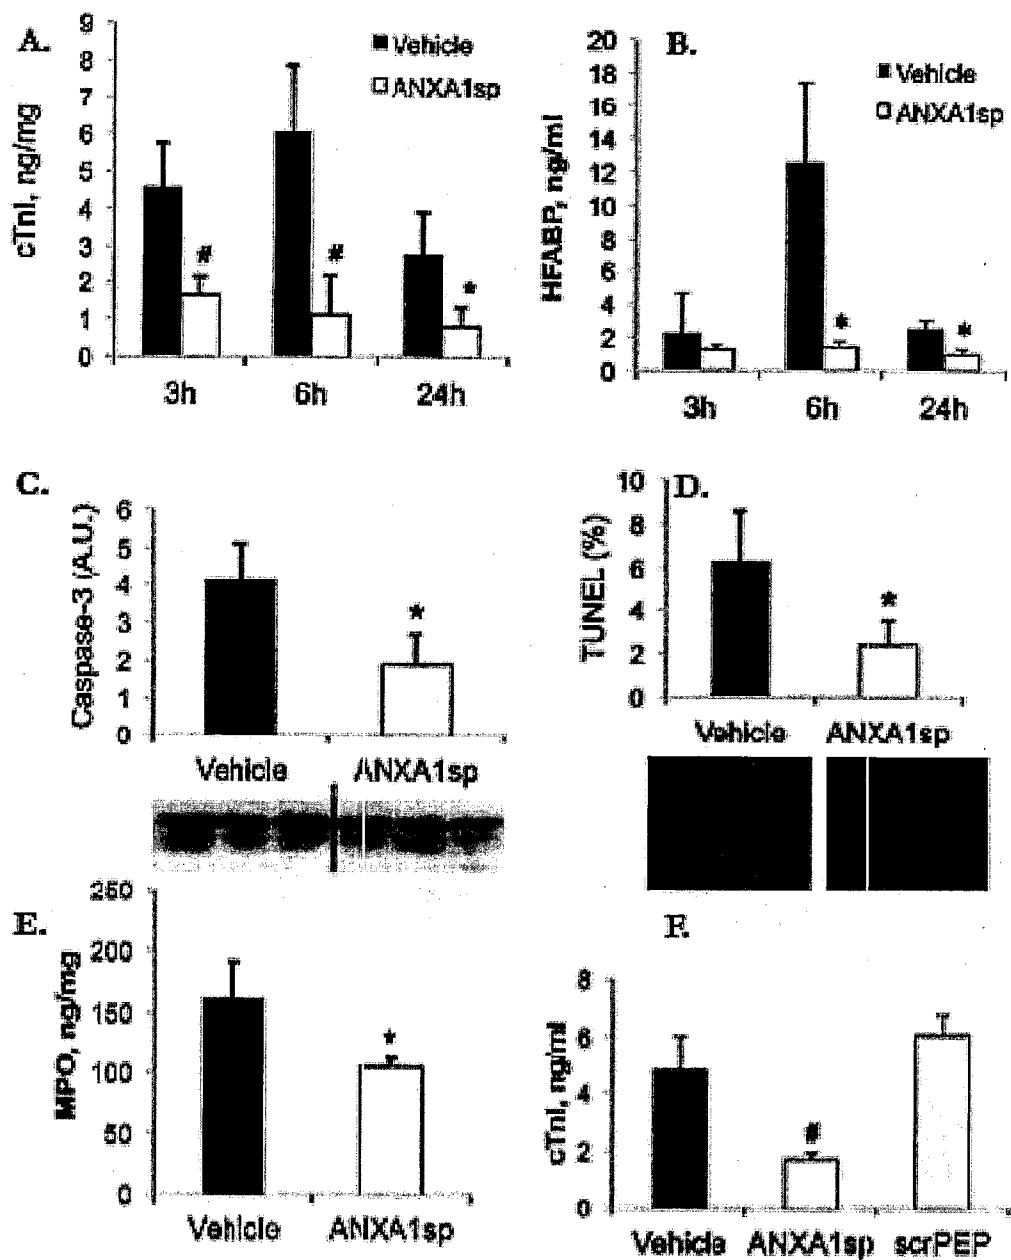 A.
cTnI, ng/mg
9
8
7
6
5
4
3
2
1
0
Vehicle
ANXA1sp
#
#
*
3h
6h
24h
B.
HFABP, ng/ml
20
18
16
14
12
10
8
6
4
2
0
Vehicle
ANXA1sp
*
*
3h
6h
24h
C.
Caspase-3 (A.U.)
6
5
4
3
2
1
0
*
Vehicle
ANXA1sp
D.
TUNEL (%)
10
8
6
4
2
0
*
Vehicle
ANXA1sp
E.
MPO, ng/mg
250
200
150
100
50
0
*
Vehicle
ANXA1sp
F.
cTnI, ng/ml
8
6
4
2
0
#
Vehicle
ANXA1sp
scrPEP